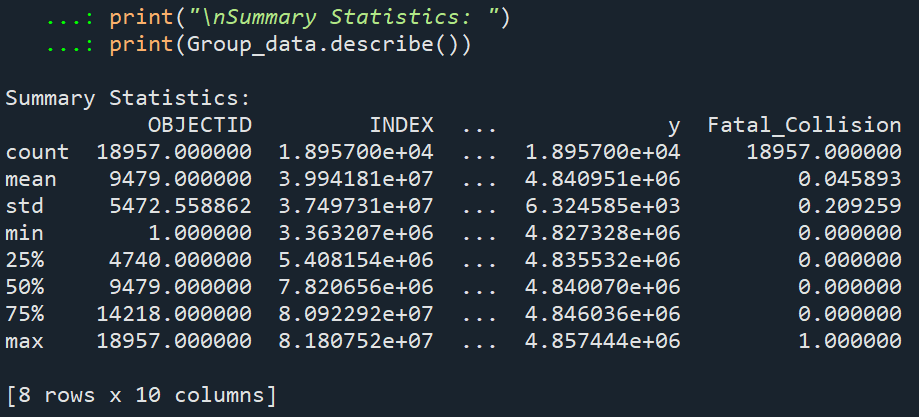 ...: print("\nSummary Statistics: ")
...: print(Group_data.describe())
Summary Statistics:
OBJECTID INDEX ... y Fatal_Collision
count 18957.000000 1.895700e+04 ... 1.895700e+04 18957.000000
mean 9479.000000 3.994181e+07 ... 4.840951e+06 0.045893
std 5472.558862 3.749731e+07 ... 6.324585e+03 0.209259
min 1.000000 3.363207e+06 ... 4.827328e+06 0.000000
25% 4740.000000 5.408154e+06 ... 4.835532e+06 0.000000
50% 9479.000000 7.820656e+06 ... 4.840070e+06 0.000000
75% 14218.000000 8.092292e+07 ... 4.846036e+06 0.000000
max 18957.000000 8.180752e+07 ... 4.857444e+06 1.000000
[8 rows x 10 columns]